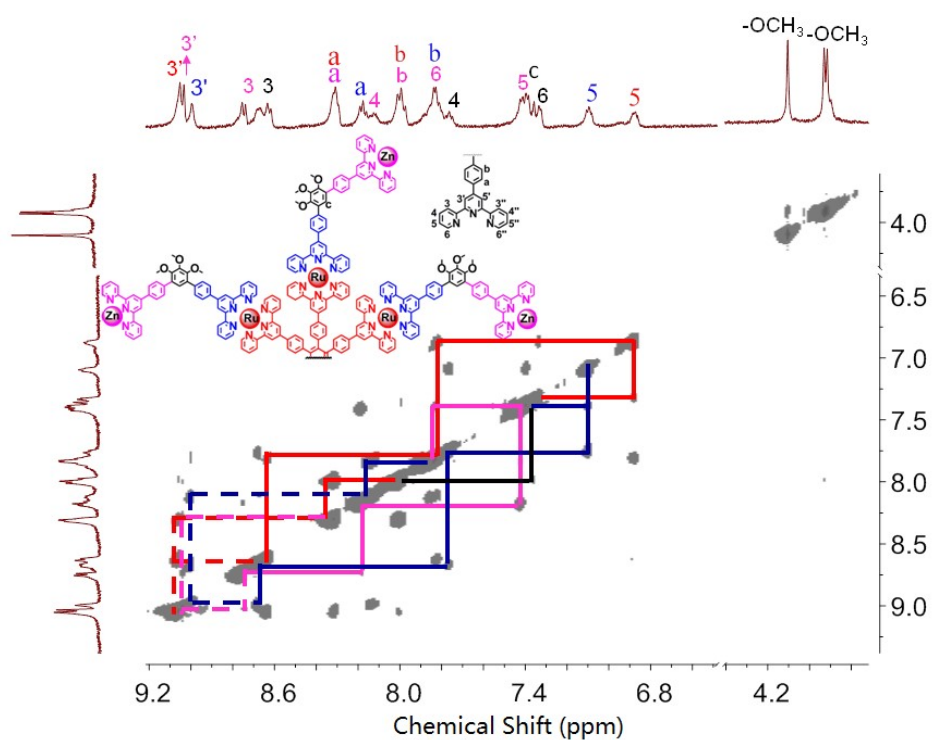 -OCH3 -OCH3
3' 3' 3' 3 3 a a a 4 b b b 6 4 5 c 6 5 5
Zn
b
a
3' 5'
3 3''
4 4''
5 5''
6 6''
N N N
c
Ru
Zn Ru Ru Zn
4.0
6.5
7.0
7.5
8.0
8.5
9.0
9.2 8.6 8.0 7.4 6.8 4.2
Chemical Shift (ppm)